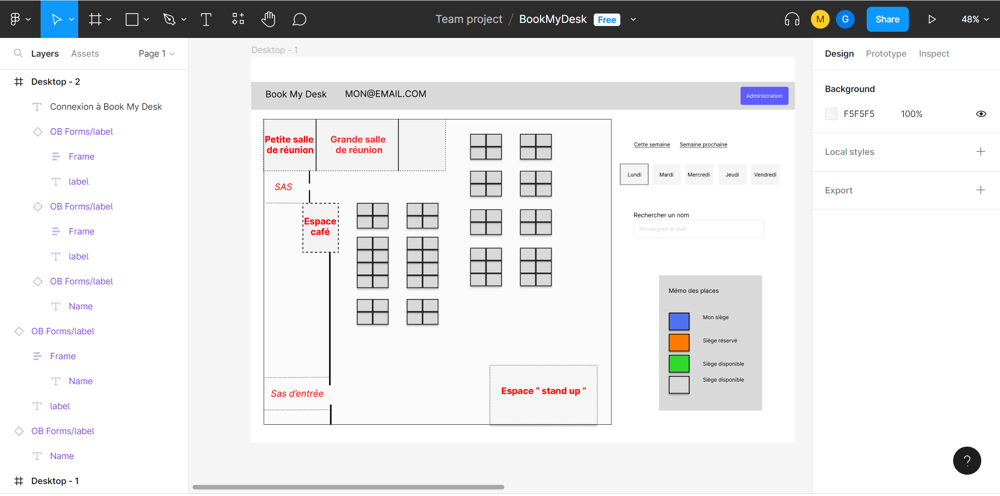 Team project / BookMyDesk Free
M
G
Share
48%
Layers
Assets
Page 1
Desktop - 2
Connexion à Book My Desk
OB Forms/label
Frame
label
OB Forms/label
Frame
label
OB Forms/label
Name
OB Forms/label
Frame
Name
label
OB Forms/label
Name
Desktop - 1
Desktop - 1
Book My Desk
MON@EMAIL.COM
Administration
Petite salle
de réunion
Grande salle
de réunion
SAS
Espace
café
Sas d’entrée
Espace “ stand up “
Cette semaine
Semaine prochaine
Lundi
Mardi
Mercredi
Jeudi
Vendredi
Rechercher un nom
Renseignez le mail
Mémo des places
Mon siège
Siège réservé
Siège disponible
Siège disponible
Design
Prototype
Inspect
Background
F5F5F5
100%
Local styles
Export
?